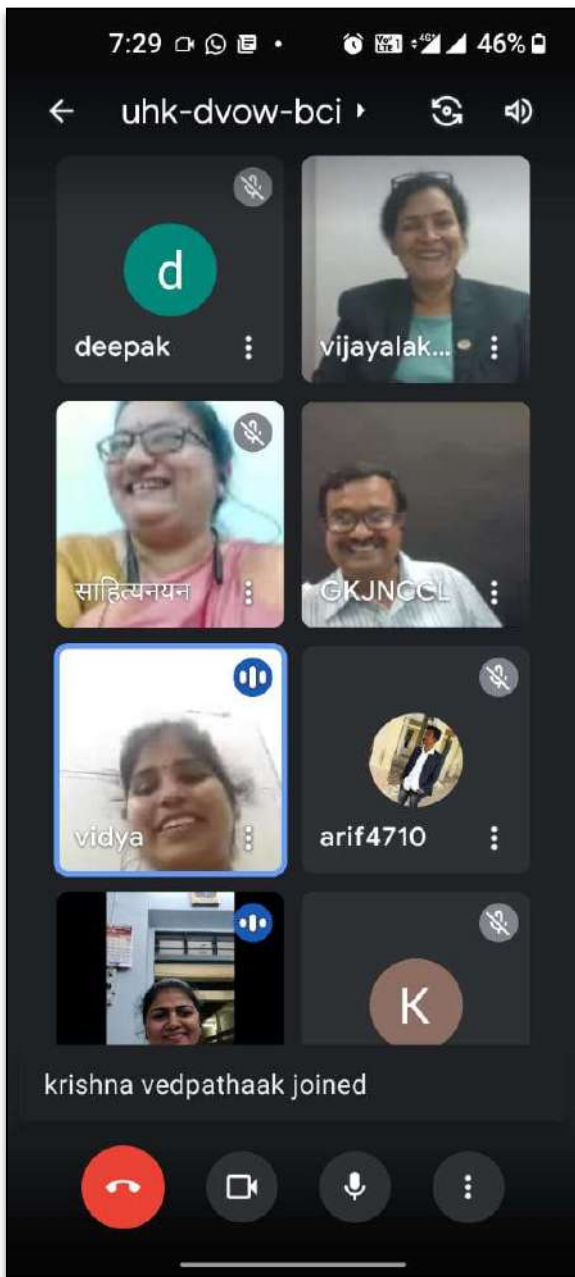 7:29 46%
uhk-dvow-bci
d
deepak
vijayalak...
साहित्यनयन
GKJNCCL
vidya
arif4710
K
krishna vedpathaak joined